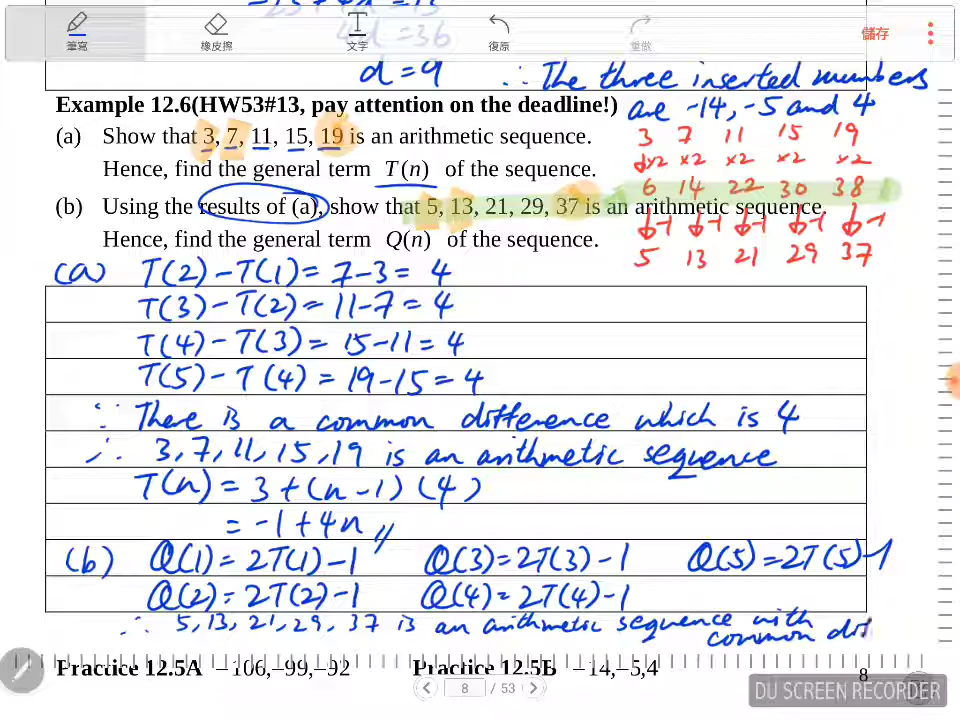 -15 + 4d = 15
筆寫 橡皮擦 文字 復原 重做 儲存
4d = 36
d = 9 ∴ The three inserted numbers
are -14, -5 and 4
Example 12.6(HW53#13, pay attention on the deadline!)
(a) Show that 3, 7, 11, 15, 19 is an arithmetic sequence.
Hence, find the general term T(n) of the sequence.
3 7 11 15 19
↓×2 ×2 ×2 ×2 ×2
6 14 22 30 38
(b) Using the results of (a), show that 5, 13, 21, 29, 37 is an arithmetic sequence.
Hence, find the general term Q(n) of the sequence.
↓-1 ↓-1 ↓-1 ↓-1 ↓-1
5 13 21 29 37
(a) T(2) - T(1) = 7-3 = 4
T(3) - T(2) = 11-7 = 4
T(4) - T(3) = 15-11 = 4
T(5) - T(4) = 19-15 = 4
∵ There is a common difference which is 4
∴ 3, 7, 11, 15, 19 is an arithmetic sequence
T(n) = 3 + (n-1)(4)
= -1 + 4n //
(b) Q(1) = 2T(1) - 1 Q(3) = 2T(3) - 1 Q(5) = 2T(5) - 1
Q(2) = 2T(2) - 1 Q(4) = 2T(4) - 1
∴ 5, 13, 21, 29, 37 is an arithmetic sequence with
common di
Practice 12.5A -106,-99,-92 Practice 12.5B -14,-5,4
8
8 / 53
DU SCREEN RECORDER